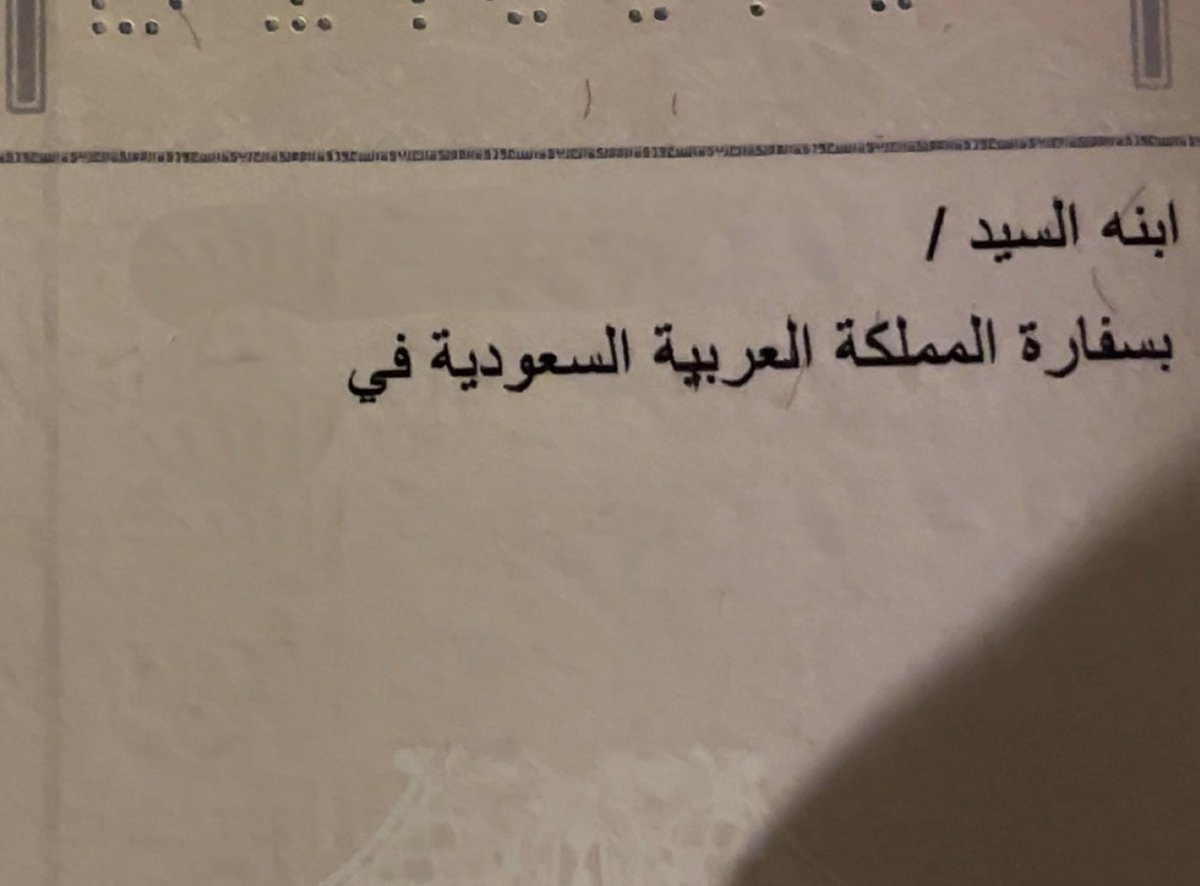 ابنه السيد /
بسفارة المملكة العربية السعودية في